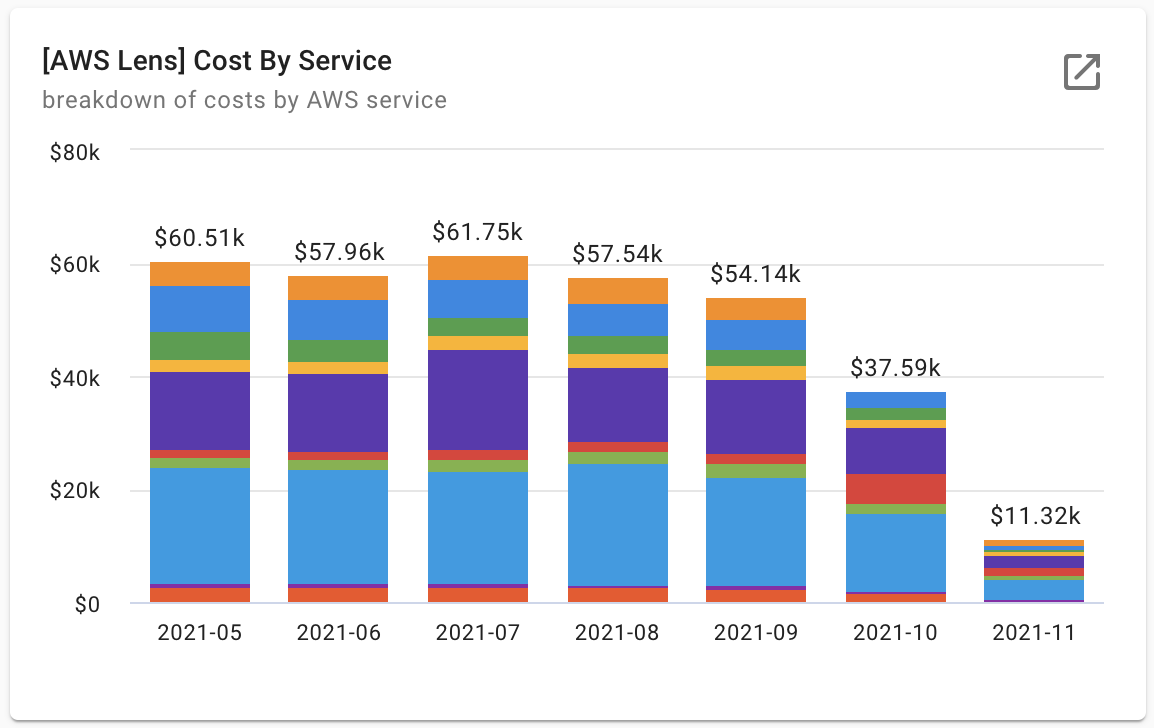 [AWS Lens] Cost By Service
breakdown of costs by AWS service
$80k
$60k
$40k
$20k
$0
$60.51k
$57.96k
$61.75k
$57.54k
$54.14k
$37.59k
$11.32k
2021-05
2021-06
2021-07
2021-08
2021-09
2021-10
2021-11